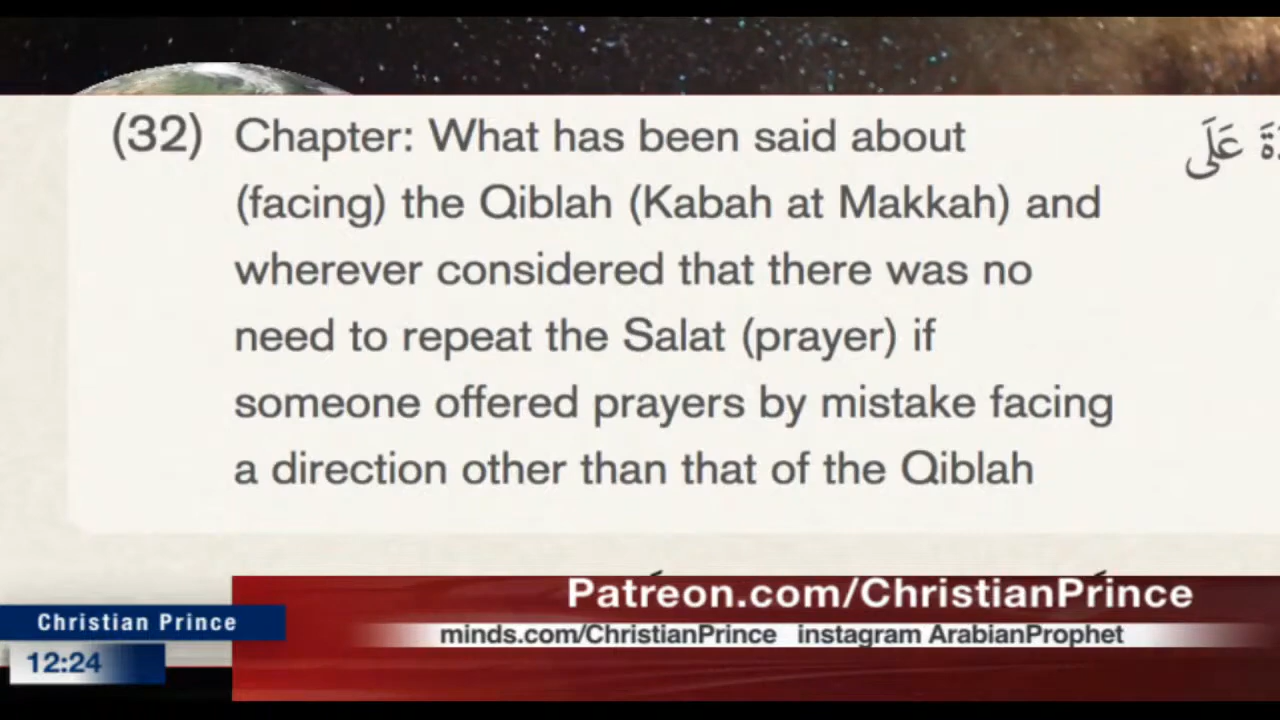 (32) Chapter: What has been said about
(facing) the Qiblah (Kabah at Makkah) and
wherever considered that there was no
need to repeat the Salat (prayer) if
someone offered prayers by mistake facing
a direction other than that of the Qiblah
عَلَى
Patreon.com/ChristianPrince
minds.com/ChristianPrince instagram ArabianProphet
Christian Prince
12:24